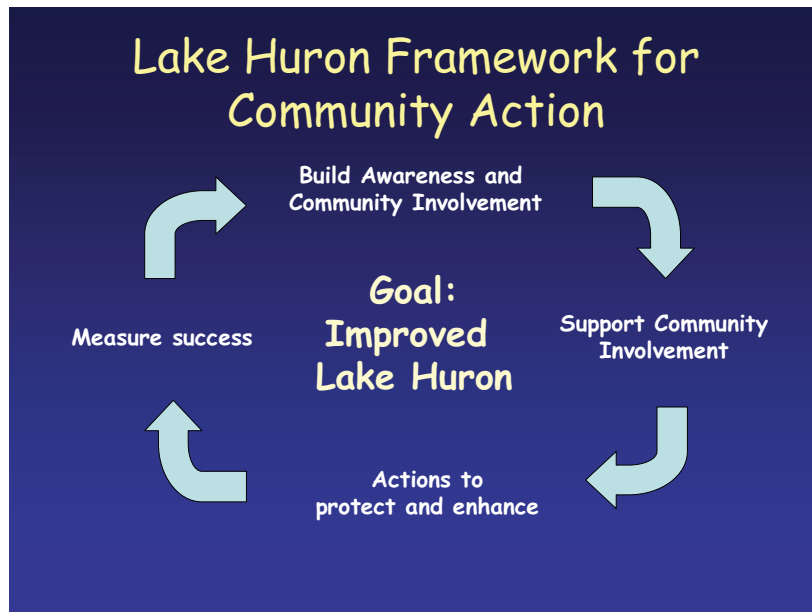 Lake Huron Framework for
Community Action
Build Awareness and
Community Involvement
Goal:
Improved
Lake Huron
Measure success
Support Community
Involvement
Actions to
protect and enhance